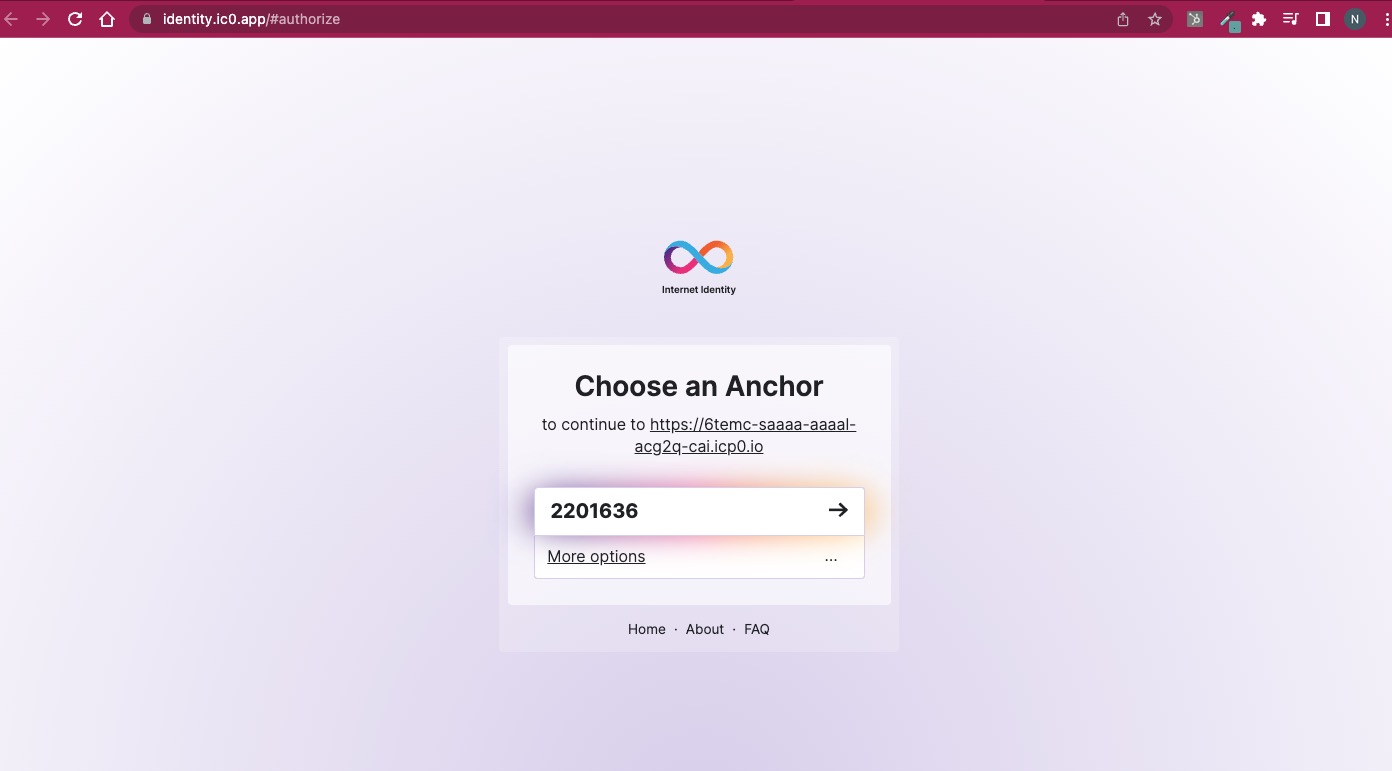 identity.ic0.app/#authorize
N
Internet Identity
Choose an Anchor
to continue to https://6temc-saaaa-aaaal-
acg2q-cai.icp0.io
2201636
More options ...
Home · About · FAQ